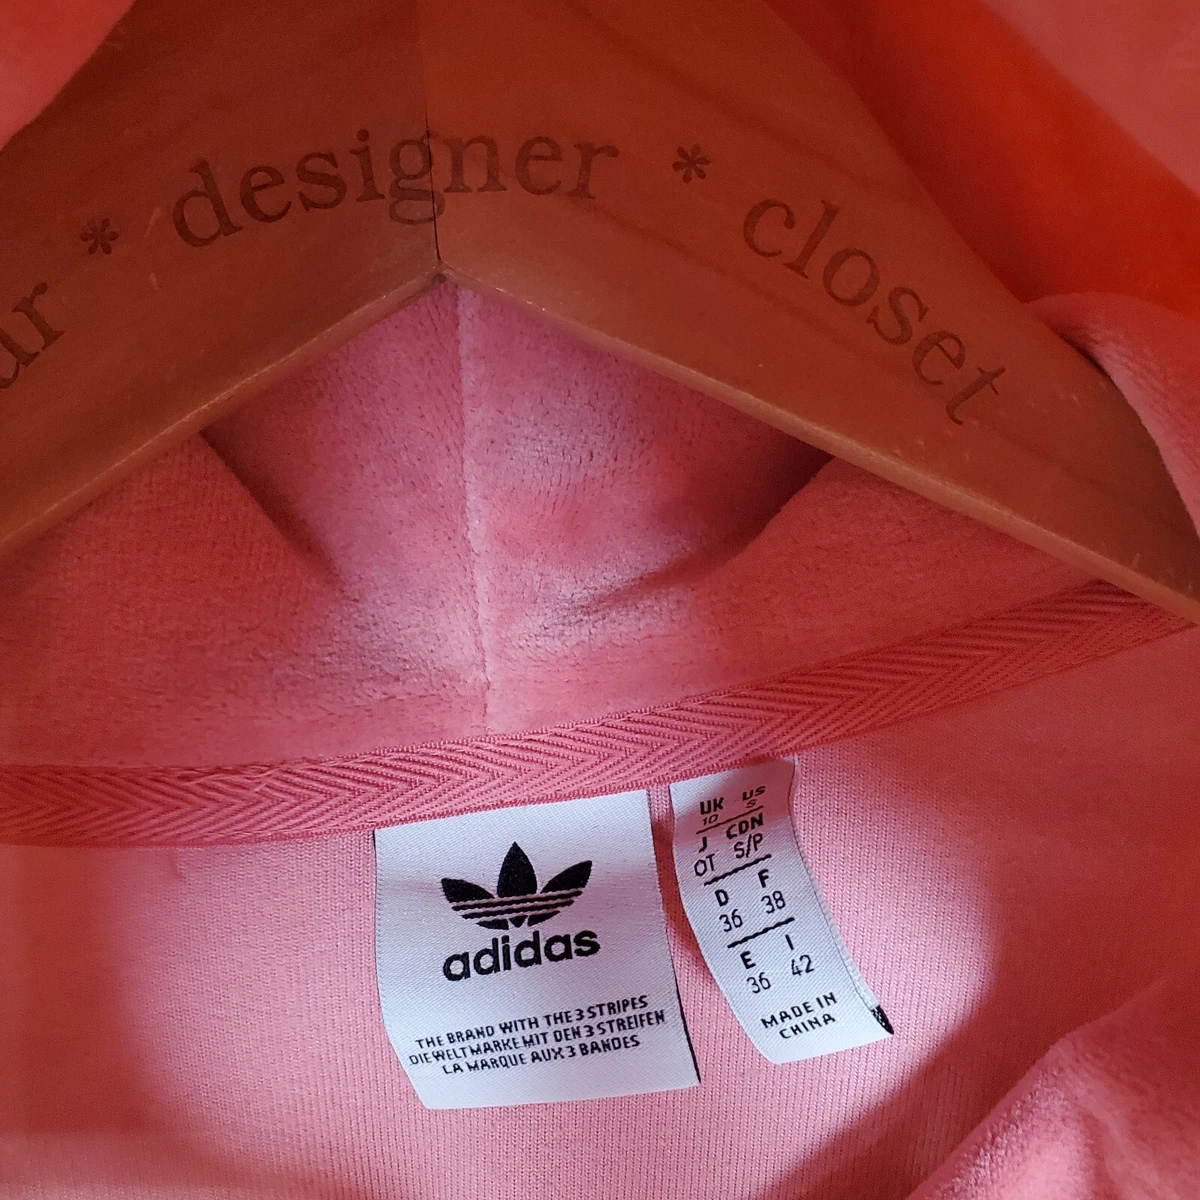 * designer * closet
adidas
THE BRAND WITH THE 3 STRIPES
DIE WELTMARKE MIT DEN 3 STREIFEN
LA MARQUE AUX 3 BANDES
UK US
10 S
J CDN
OT S/P
D F
36 38
E I
36 42
MADE IN
CHINA